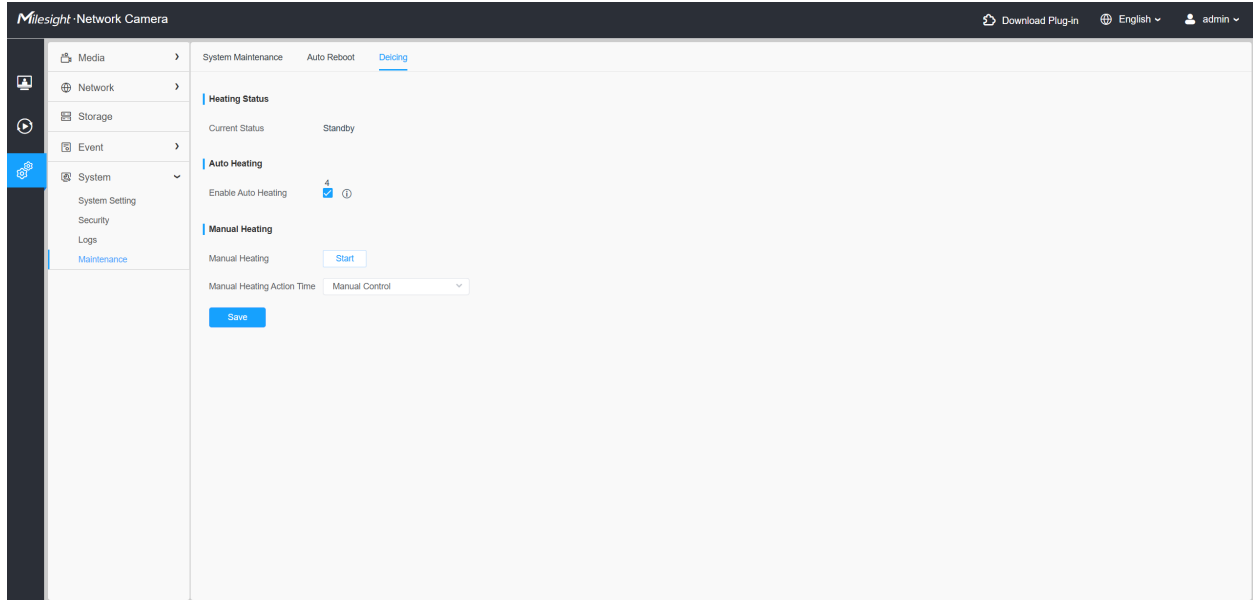 Milesight · Network Camera
Download Plug-in
English
admin
Media
Network
Storage
Event
System
System Setting
Security
Logs
Maintenance
System Maintenance Auto Reboot Deicing
Heating Status
Current Status Standby
Auto Heating
4
Enable Auto Heating
Manual Heating
Manual Heating Start
Manual Heating Action Time Manual Control
Save